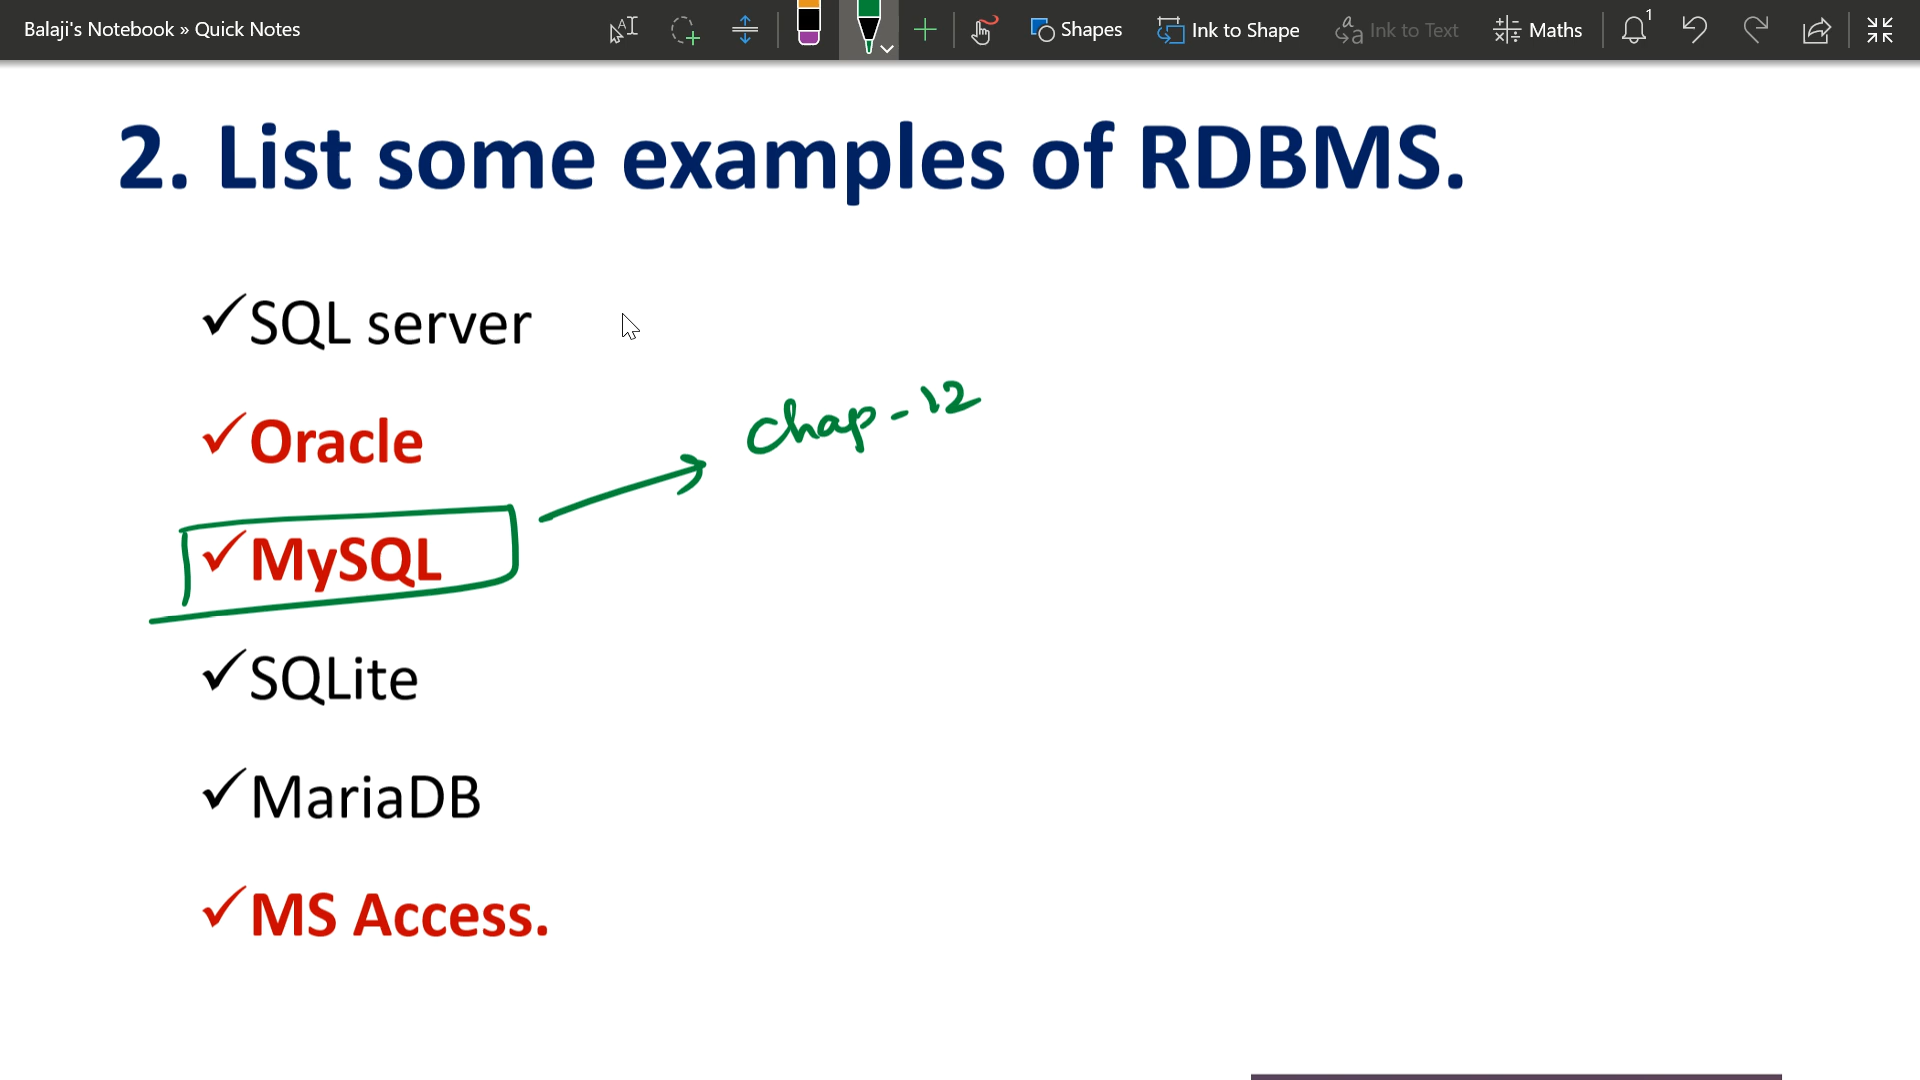 Balaji's Notebook » Quick Notes
Shapes
Ink to Shape
Ink to Text
Maths
1
2. List some examples of RDBMS.
✓SQL server
✓Oracle
chap - 12
✓MySQL
✓SQLite
✓MariaDB
✓MS Access.